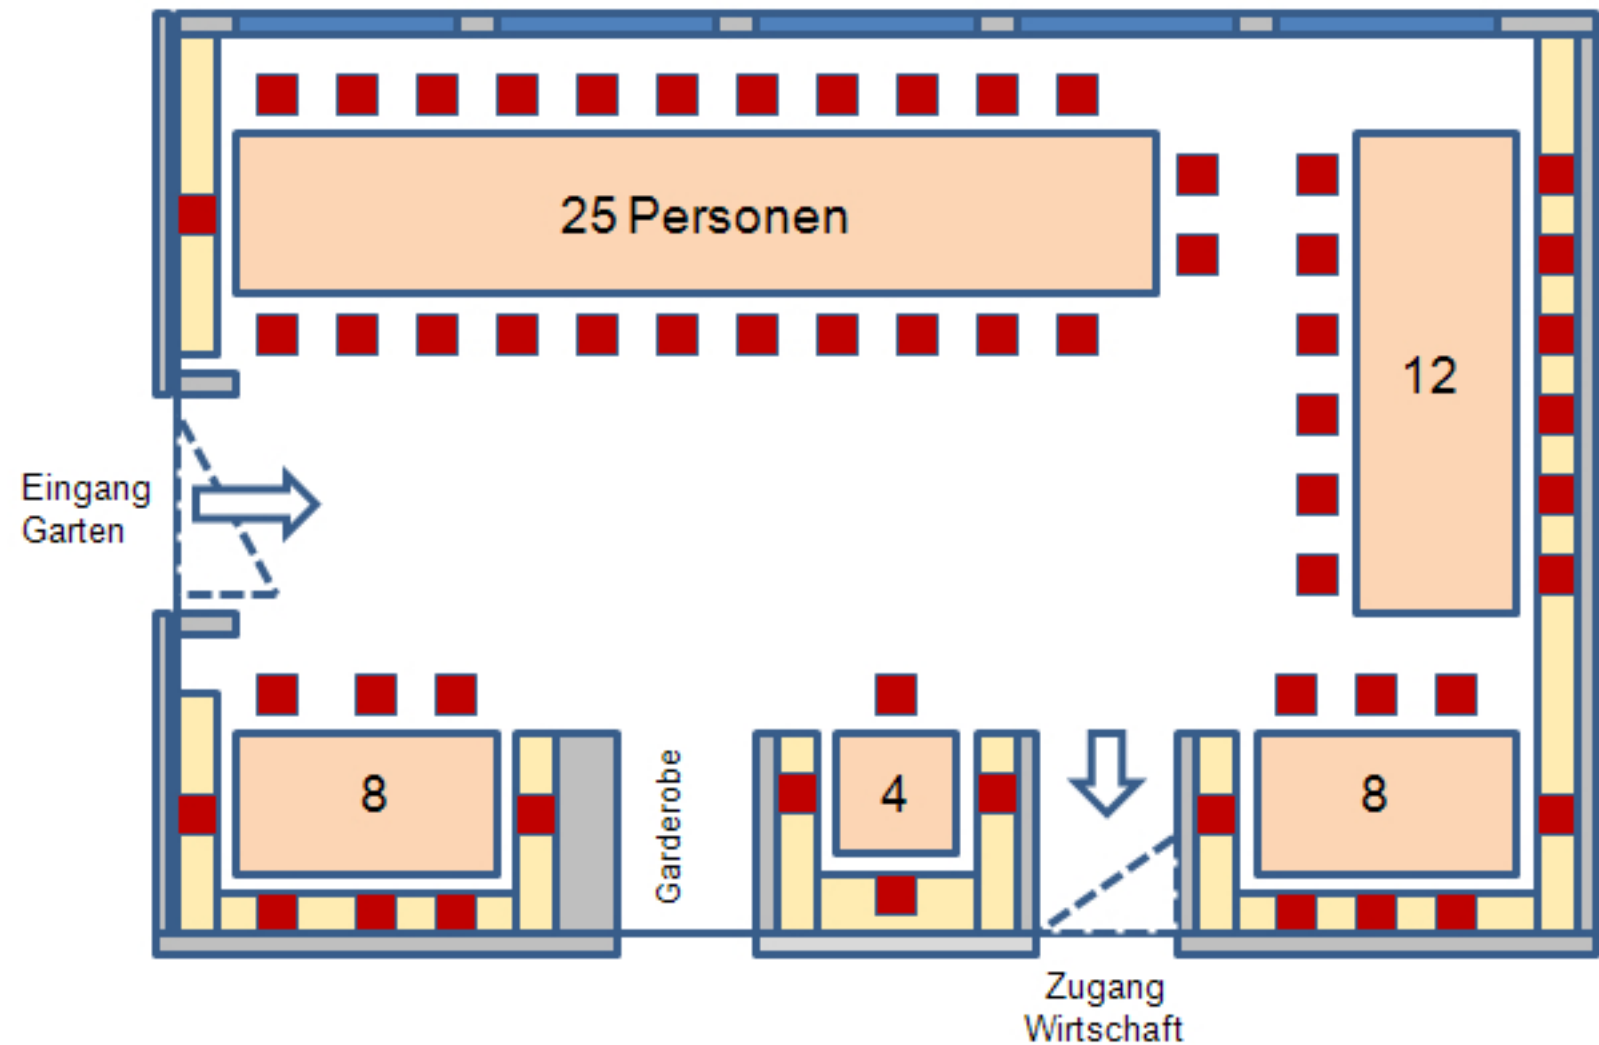 25 Personen
12
Eingang
Garten
8
Garderobe
4
8
Zugang
Wirtschaft